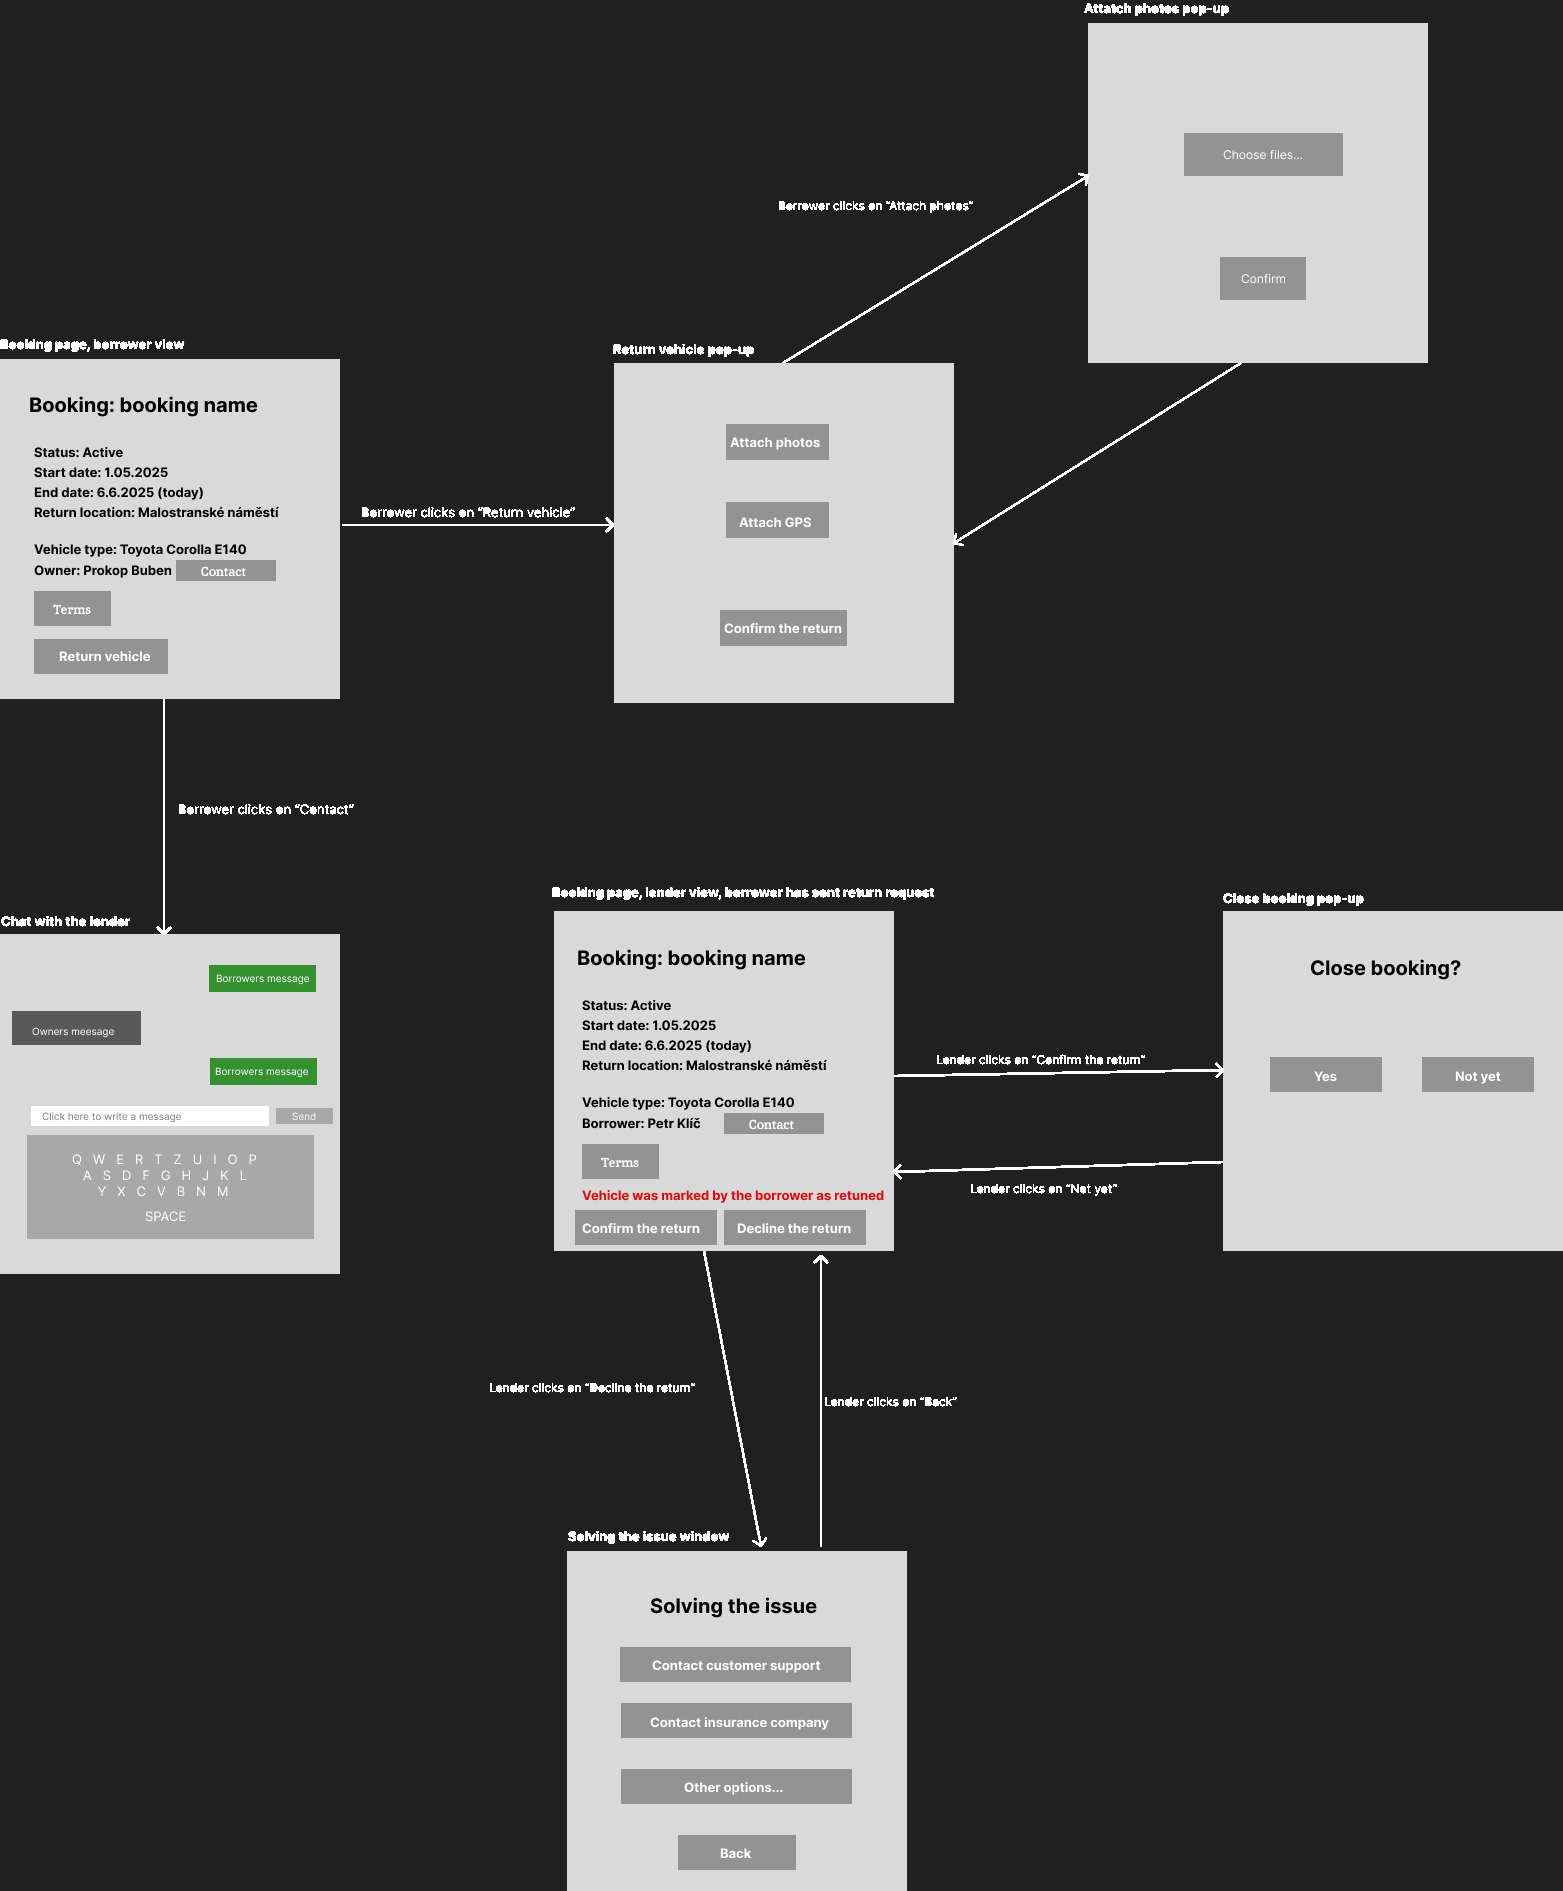 Attatch photos pop-up
Choose files...
Confirm
Borrower clicks on "Attach photos"
Booking page, borrower view
Booking: booking name
Status: Active
Start date: 1.05.2025
End date: 6.6.2025 (today)
Return location: Malostranské náměstí
Vehicle type: Toyota Corolla E140
Owner: Prokop Buben
Contact
Terms
Return vehicle
Borrower clicks on "Return vehicle"
Return vehicle pop-up
Attach photos
Attach GPS
Confirm the return
Borrower clicks on "Contact"
Chat with the lender
Borrowers message
Owners meesage
Borrowers message
Click here to write a message
Send
Q W E R T Z U I O P
A S D F G H J K L
Y X C V B N M
SPACE
Booking page, lender view, borrower has sent return request
Booking: booking name
Status: Active
Start date: 1.05.2025
End date: 6.6.2025 (today)
Return location: Malostranské náměstí
Vehicle type: Toyota Corolla E140
Borrower: Petr Klíč
Contact
Terms
Vehicle was marked by the borrower as retuned
Confirm the return
Decline the return
Lender clicks on "Confirm the return"
Lender clicks on "Not yet"
Close booking pop-up
Close booking?
Yes
Not yet
Lender clicks on "Decline the return"
Lender clicks on "Back"
Solving the issue window
Solving the issue
Contact customer support
Contact insurance company
Other options...
Back